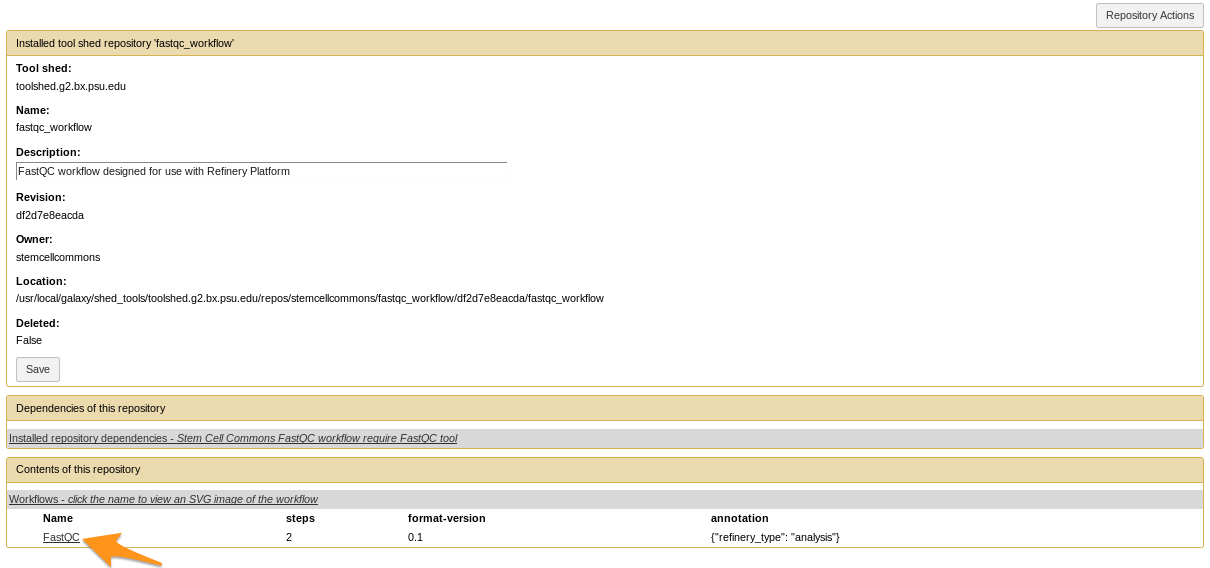 Repository Actions
Installed tool shed repository 'fastqc_workflow'
Tool shed:
toolshed.g2.bx.psu.edu
Name:
fastqc_workflow
Description:
FastQC workflow designed for use with Refinery Platform
Revision:
df2d7e8eacda
Owner:
stemcellcommons
Location:
/usr/local/galaxy/shed_tools/toolshed.g2.bx.psu.edu/repos/stemcellcommons/fastqc_workflow/df2d7e8eacda/fastqc_workflow
Deleted:
False
Save
Dependencies of this repository
Installed repository dependencies - Stem Cell Commons FastQC workflow require FastQC tool
Contents of this repository
Workflows - click the name to view an SVG image of the workflow
Name steps format-version annotation
FastQC 2 0.1 {"refinery_type": "analysis"}